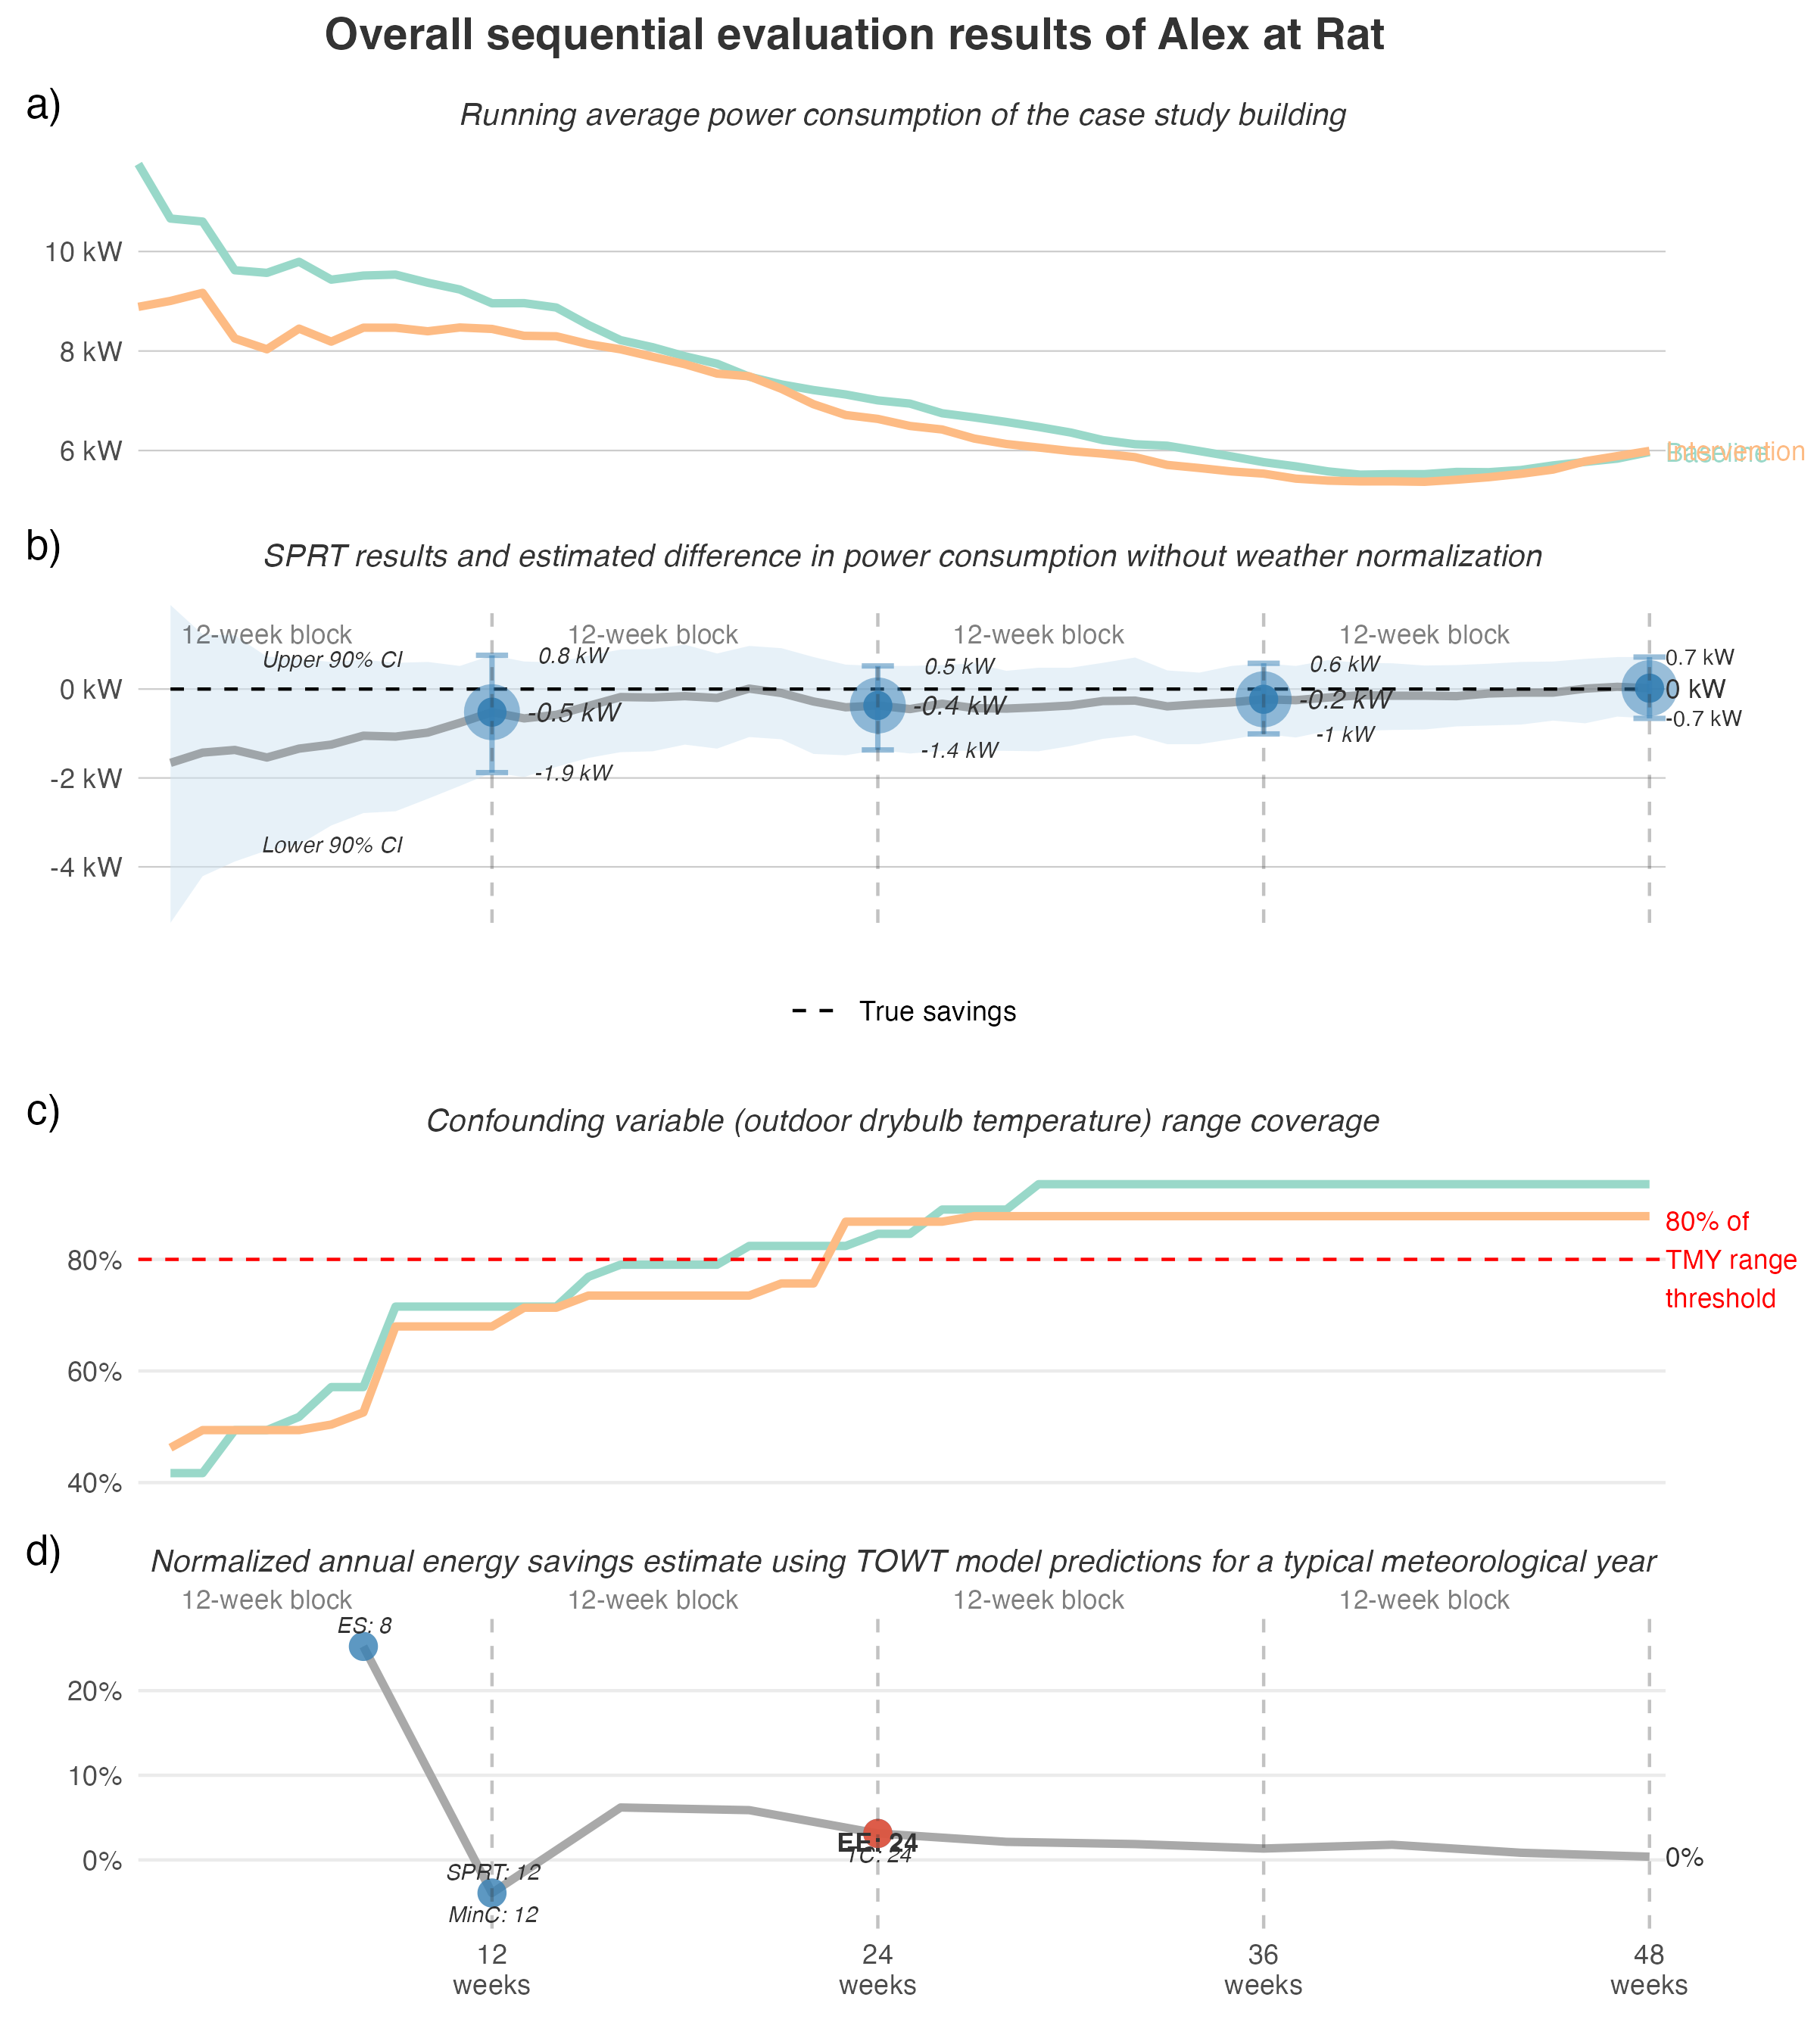 Overall sequential evaluation results of Alex at Rat
a)
Running average power consumption of the case study building
10 kW
8 kW
6 kW
Baseline
Intervention
b)
SPRT results and estimated difference in power consumption without weather normalization
12-week block
12-week block
12-week block
12-week block
Upper 90% CI
0.8 kW
0.5 kW
0.6 kW
0.7 kW
0 kW
-0.5 kW
-0.4 kW
-0.2 kW
0 kW
-0.7 kW
-1.4 kW
-1 kW
-1.9 kW
-2 kW
Lower 90% CI
-4 kW
True savings
c)
Confounding variable (outdoor drybulb temperature) range coverage
80% of
TMY range
threshold
80%
60%
40%
d)
Normalized annual energy savings estimate using TOWT model predictions for a typical meteorological year
12-week block
12-week block
12-week block
12-week block
ES: 8
20%
10%
EE: 24
TC: 24
0%
0%
SPRT: 12
MinC: 12
12
weeks
24
weeks
36
weeks
48
weeks